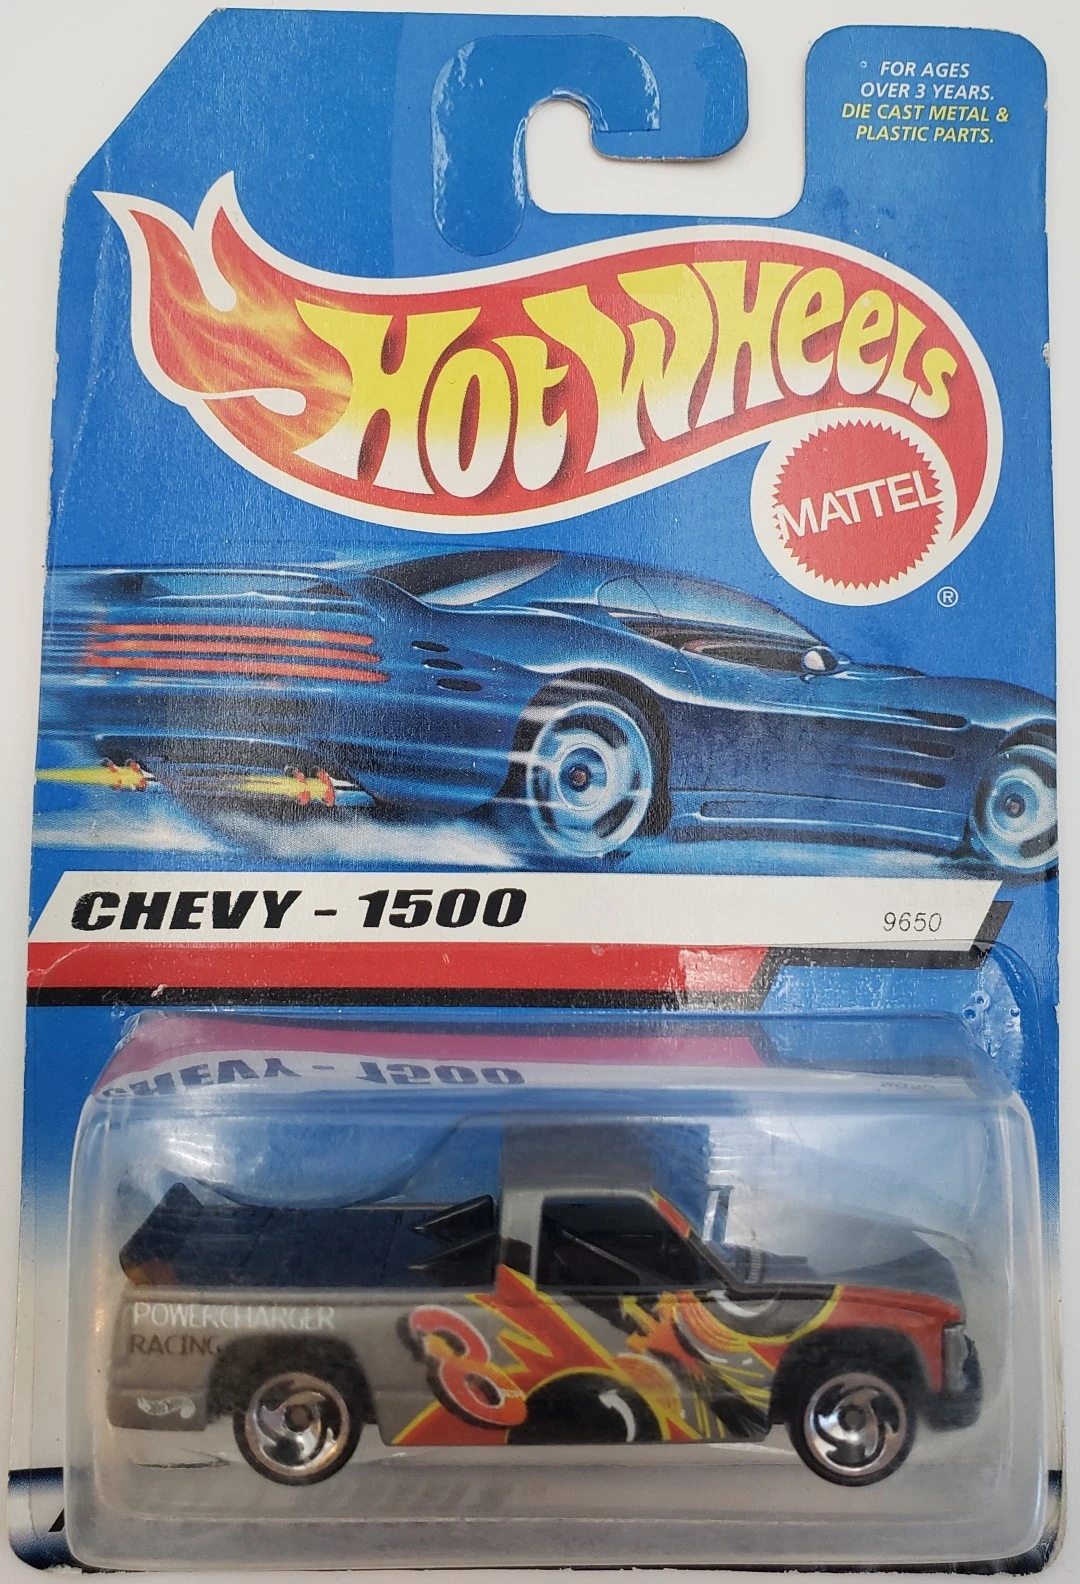 FOR AGES
OVER 3 YEARS.
DIE CAST METAL &
PLASTIC PARTS.
HOT WHEELS
MATTEL
®
CHEVY - 1500
9650
POWERCHARGER
RACING
8